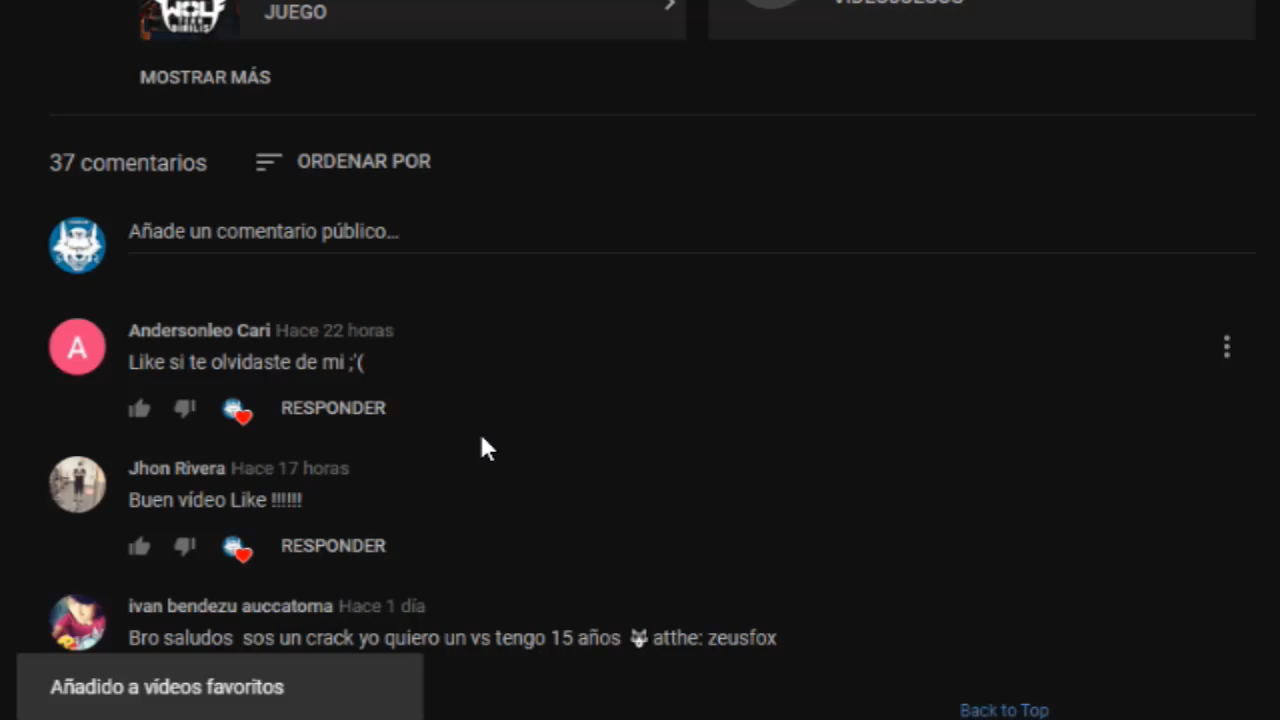 WOLF
JUEGO
VIDEOJUEGOS
MOSTRAR MÁS
37 comentarios
ORDENAR POR
Añade un comentario público...
Andersonleo Cari Hace 22 horas
A
Like si te olvidaste de mi ;'(
RESPONDER
Jhon Rivera Hace 17 horas
Buen vídeo Like !!!!!!
RESPONDER
ivan bendezu auccatoma Hace 1 día
Bro saludos sos un crack yo quiero un vs tengo 15 años 🐺 atthe: zeusfox
Añadido a vídeos favoritos
Back to Top